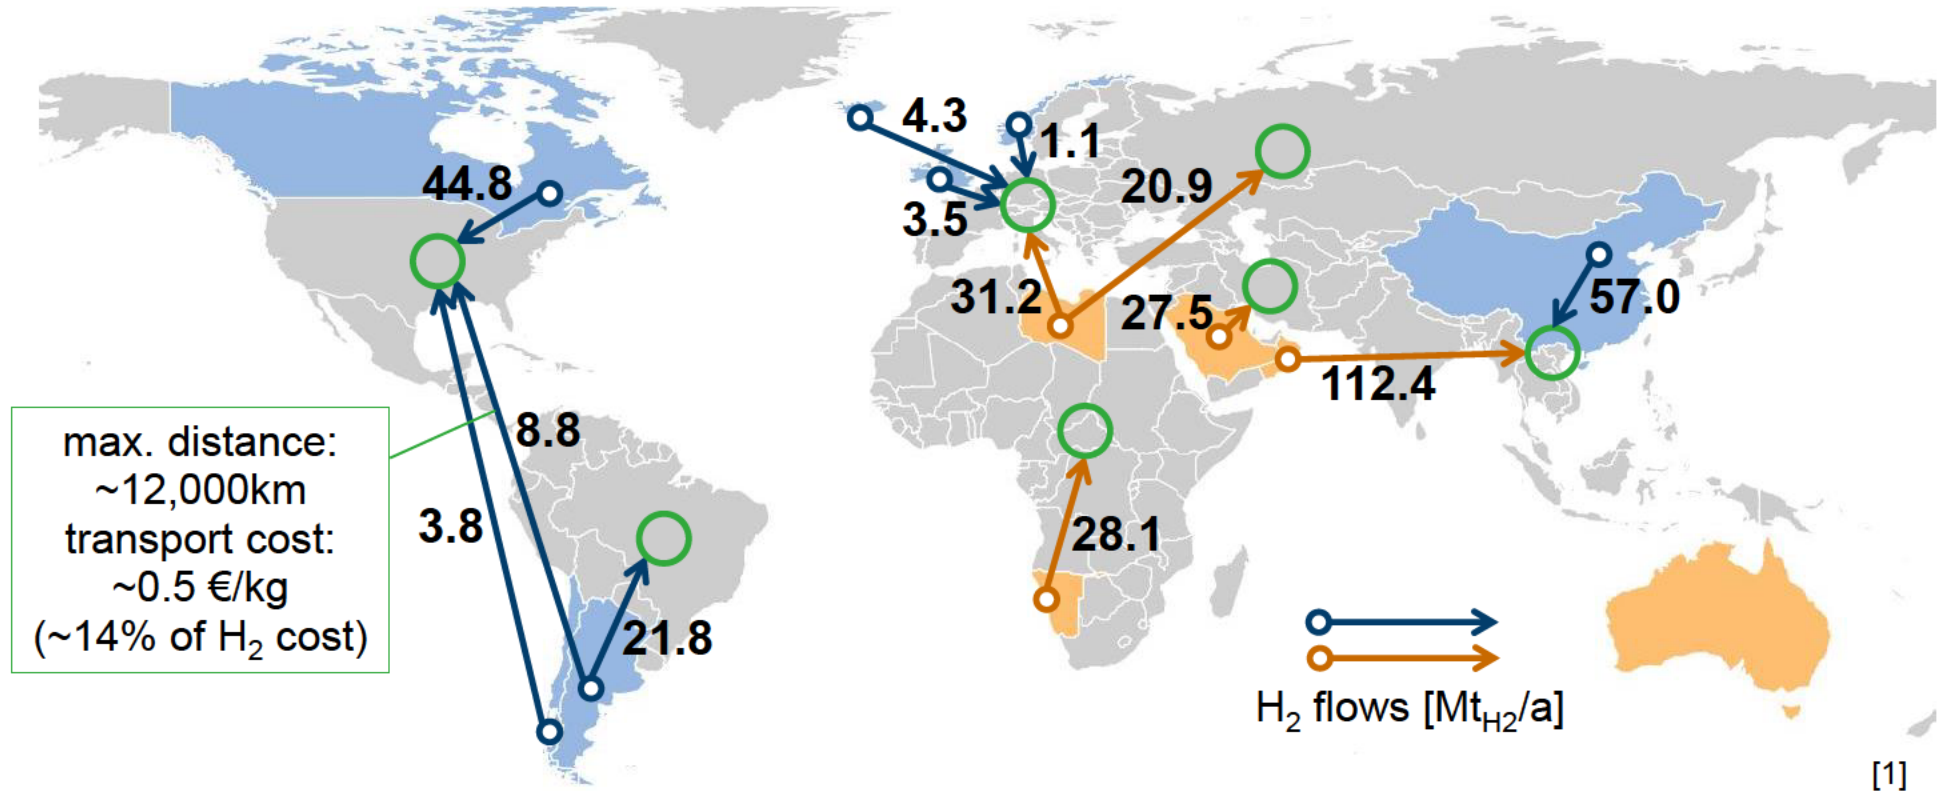 4.3
1.1
44.8
20.9
3.5
31.2
27.5
57.0
112.4
max. distance:
~12,000km
transport cost:
~0.5 €/kg
(~14% of H₂ cost)
8.8
3.8
28.1
21.8
H₂ flows [Mt_H2/a]
[1]